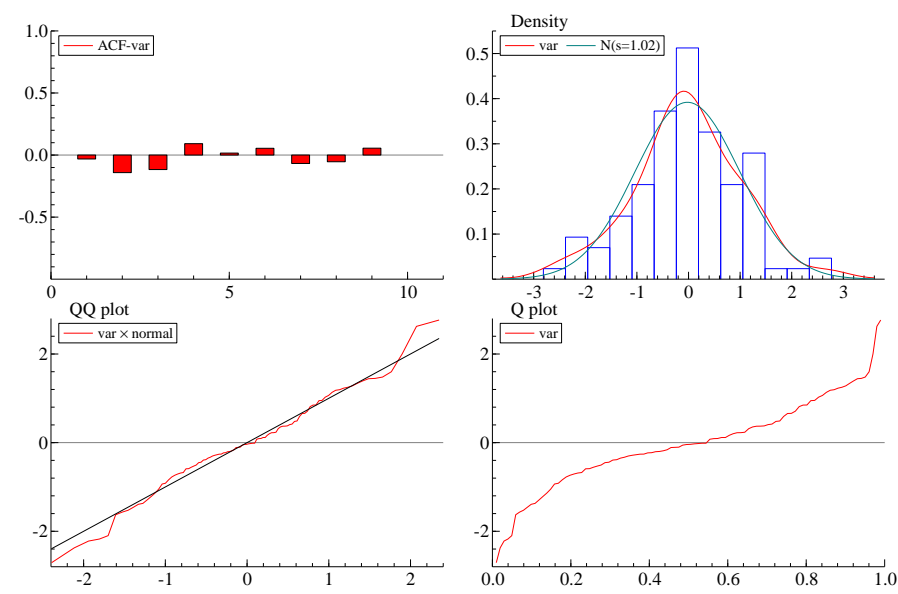 1.0
ACF-var
0.5
0.0
-0.5
0 5 10
Density
var N(s=1.02)
0.5
0.4
0.3
0.2
0.1
-3 -2 -1 0 1 2 3
QQ plot
var × normal
2
0
-2
-2 -1 0 1 2
Q plot
var
2
0
-2
0.0 0.2 0.4 0.6 0.8 1.0